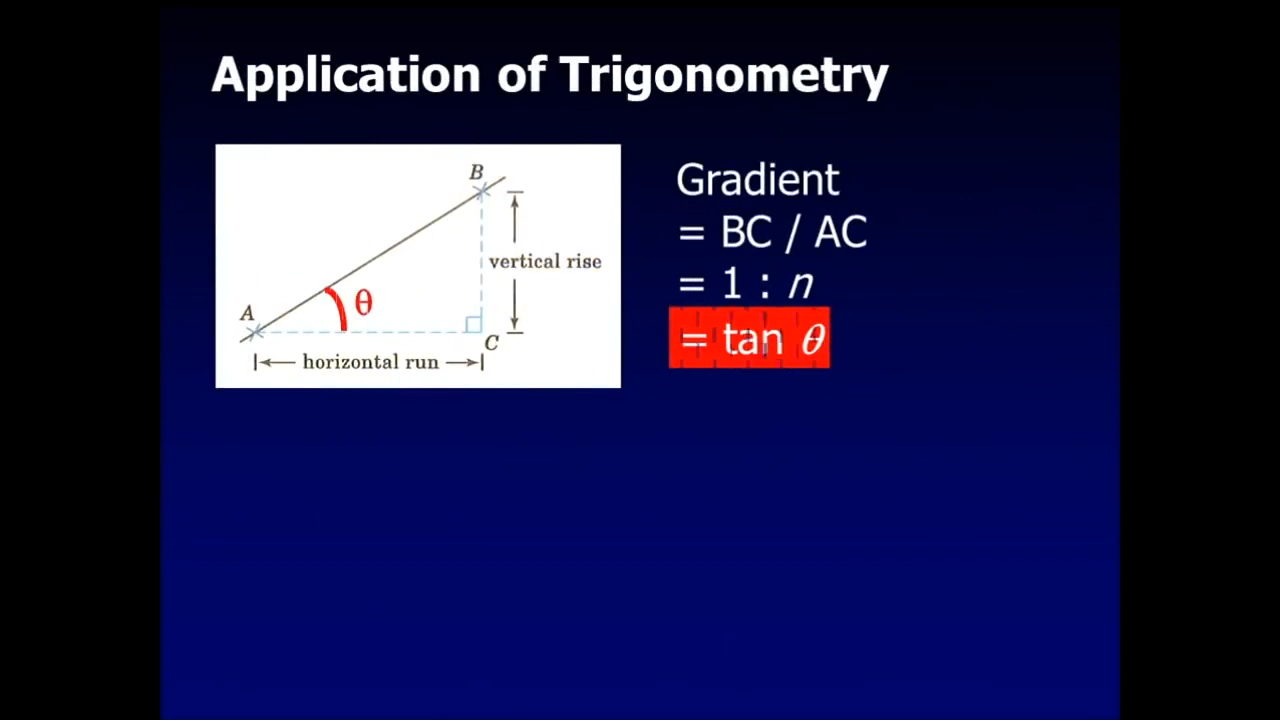 Application of Trigonometry
B
vertical rise
θ
A
C
horizontal run
Gradient
= BC / AC
= 1 : n
= tan θ